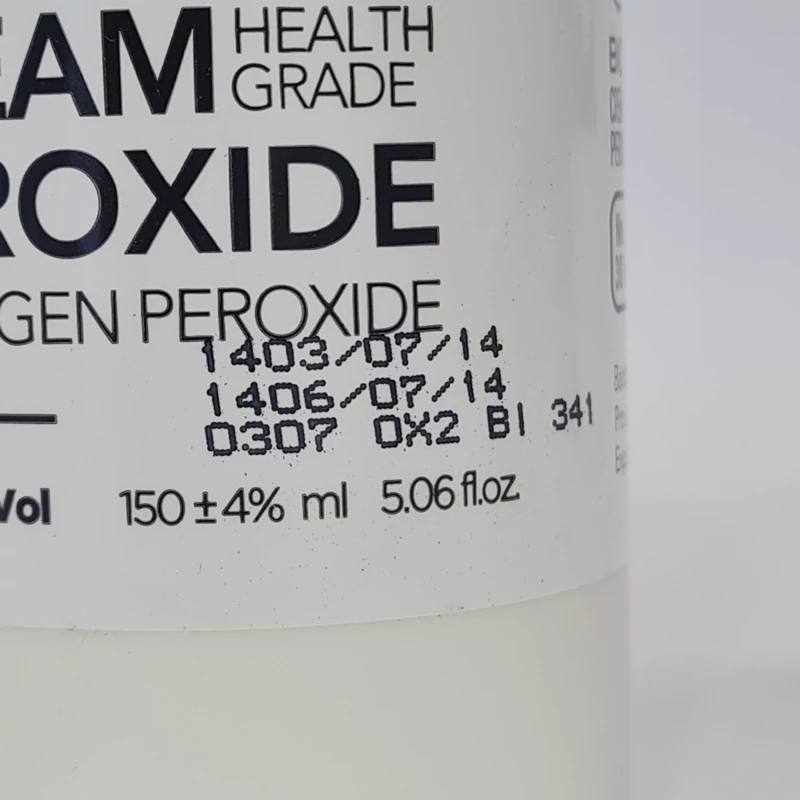 EAM HEALTH
GRADE
ROXIDE
GEN PEROXIDE
1403/07/14
1406/07/14
0307 OX2 BI 341
Vol 150±4% ml 5.06 fl.oz.